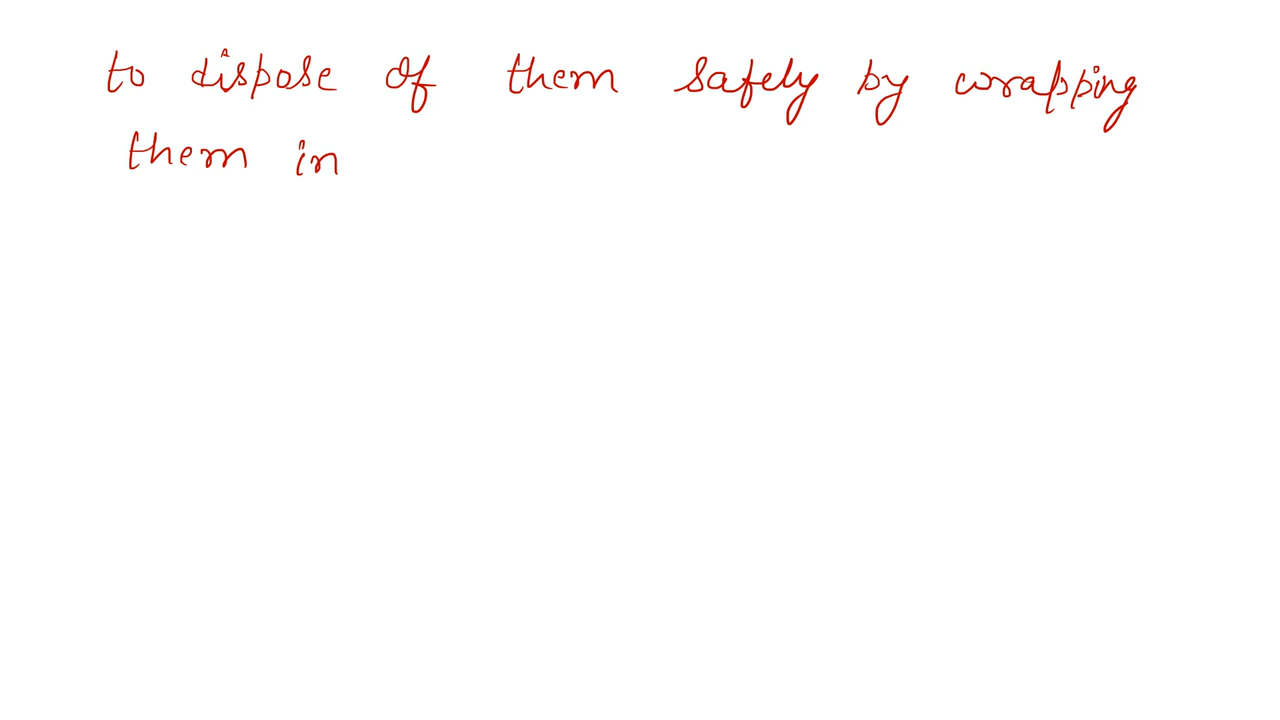 to dispose of them safely by wrapping
them in